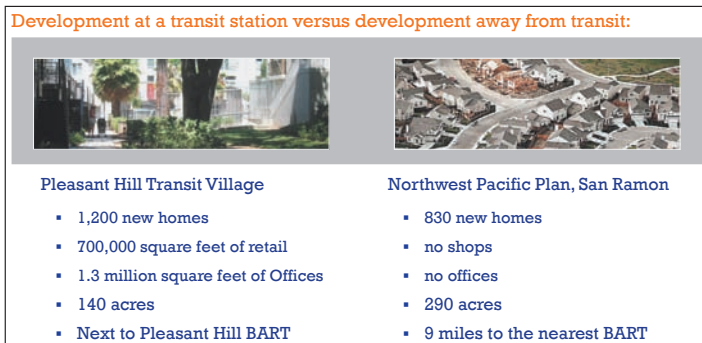 Development at a transit station versus development away from transit:
Pleasant Hill Transit Village
▪ 1,200 new homes
▪ 700,000 square feet of retail
▪ 1.3 million square feet of Offices
▪ 140 acres
▪ Next to Pleasant Hill BART
Northwest Pacific Plan, San Ramon
▪ 830 new homes
▪ no shops
▪ no offices
▪ 290 acres
▪ 9 miles to the nearest BART